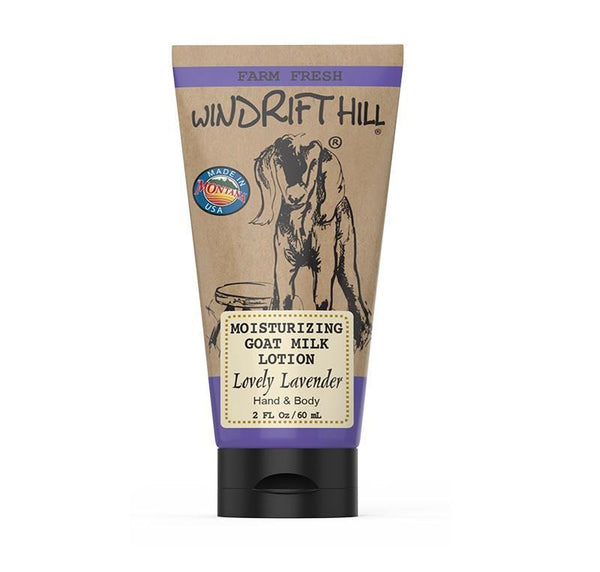 FARM FRESH
WINDRIFT HILL
®
®
MADE IN
MONTANA
USA
MOISTURIZING
GOAT MILK
LOTION
Lovely Lavender
Hand & Body
2 FL Oz/60 mL